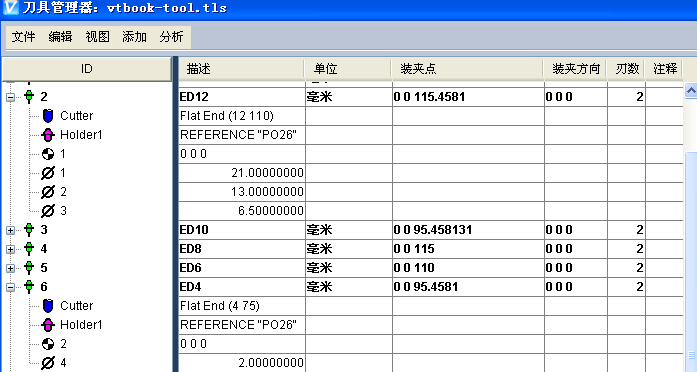 刀具管理器：vtbook-tool.tls
文件 编辑 视图 添加 分析
ID 描述 单位 装夹点 装夹方向 刃数 注释
2 ED12 毫米 0 0 115.4581 0 0 0 2
Cutter Flat End (12 110)
Holder1 REFERENCE "PO26"
1 0 0 0
1 21.00000000
2 13.00000000
3 6.50000000
3 ED10 毫米 0 0 95.458131 0 0 0 2
4 ED8 毫米 0 0 115 0 0 0 2
5 ED6 毫米 0 0 110 0 0 0 2
6 ED4 毫米 0 0 95.4581 0 0 0 2
Cutter Flat End (4 75)
Holder1 REFERENCE "PO26"
2 0 0 0
4 2.00000000